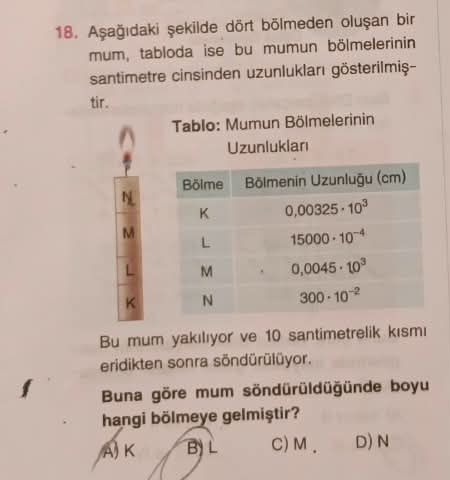 18. Aşağıdaki şekilde dört bölmeden oluşan bir
mum, tabloda ise bu mumun bölmelerinin
santimetre cinsinden uzunlukları gösterilmiş-
tir.
Tablo: Mumun Bölmelerinin
Uzunlukları
N
M
L
K
Bölme Bölmenin Uzunluğu (cm)
K 0,00325 · 10³
L 15000 · 10⁻⁴
M 0,0045 · 10³
N 300 · 10⁻²
Bu mum yakılıyor ve 10 santimetrelik kısmı
eridikten sonra söndürülüyor.
Buna göre mum söndürüldüğünde boyu
hangi bölmeye gelmiştir?
A) K B) L C) M D) N